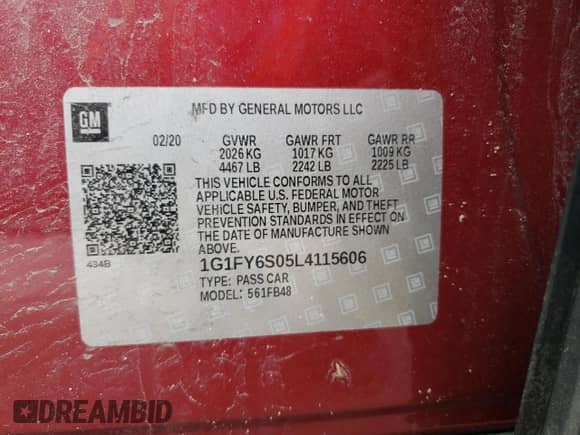 MFD BY GENERAL MOTORS LLC
GM
02/20 GVWR GAWR FRT GAWR RR
2026 KG 1017 KG 1009 KG
4467 LB 2242 LB 2225 LB
THIS VEHICLE CONFORMS TO ALL
APPLICABLE U.S. FEDERAL MOTOR
VEHICLE SAFETY, BUMPER, AND THEFT
PREVENTION STANDARDS IN EFFECT ON
THE DATE OF MANUFACTURE SHOWN
ABOVE.
484B
1G1FY6S05L4115606
TYPE: PASS CAR
MODEL: 561FB48
DREAMBID